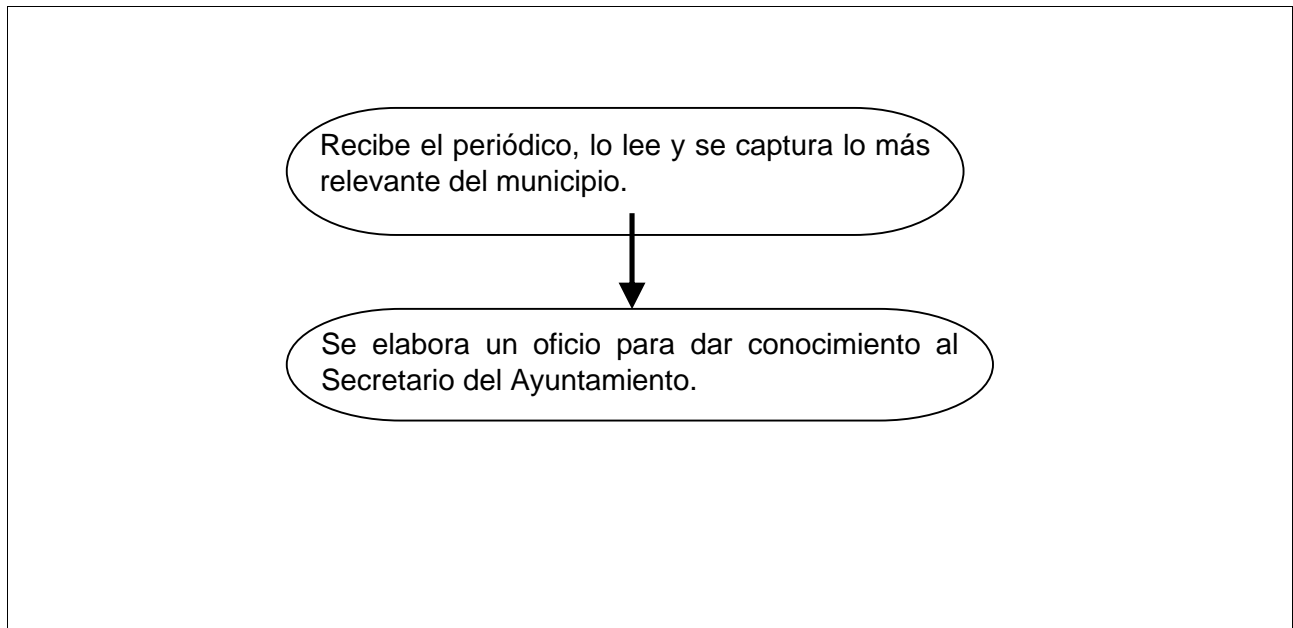 Recibe el periódico, lo lee y se captura lo más
relevante del municipio.
Se elabora un oficio para dar conocimiento al
Secretario del Ayuntamiento.